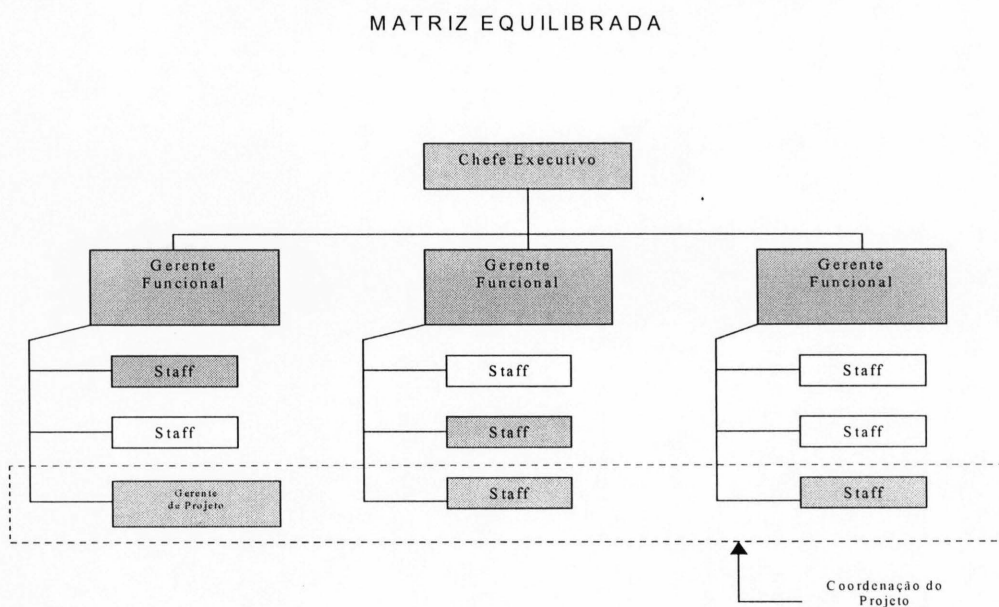 MATRIZ EQUILIBRADA
Chefe Executivo
Gerente
Funcional
Gerente
Funcional
Gerente
Funcional
Staff
Staff
Staff
Staff
Staff
Staff
Gerente
de Projeto
Staff
Staff
Coordenação do
Projeto